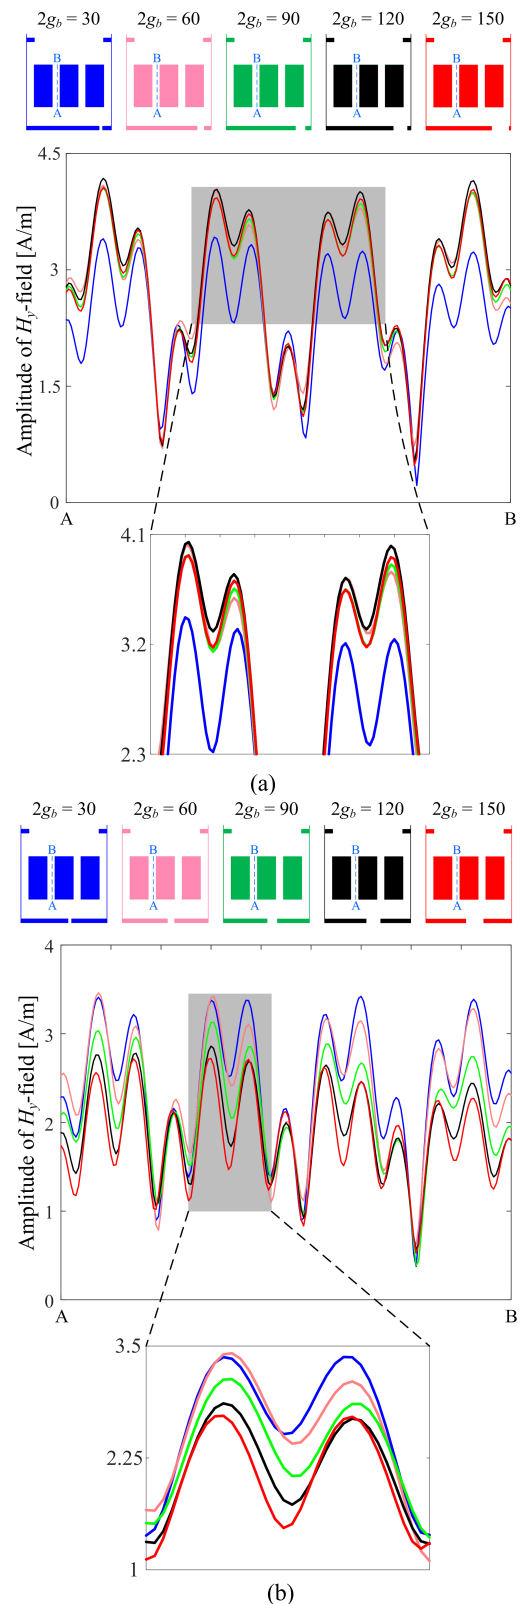 2g_b = 30 2g_b = 60 2g_b = 90 2g_b = 120 2g_b = 150
B B B B B
A A A A A
4.5
3
1.5
0
Amplitude of H_y-field [A/m]
A B
4.1
3.2
2.3
(a)
2g_b = 30 2g_b = 60 2g_b = 90 2g_b = 120 2g_b = 150
B B B B B
A A A A A
4
3
2
1
0
Amplitude of H_y-field [A/m]
A B
3.5
2.25
1
(b)